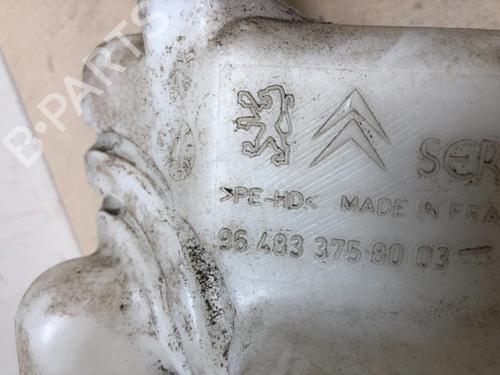 B·PARTS
SER
>PE-HD< MADE IN FRA
96 483 375 80 03